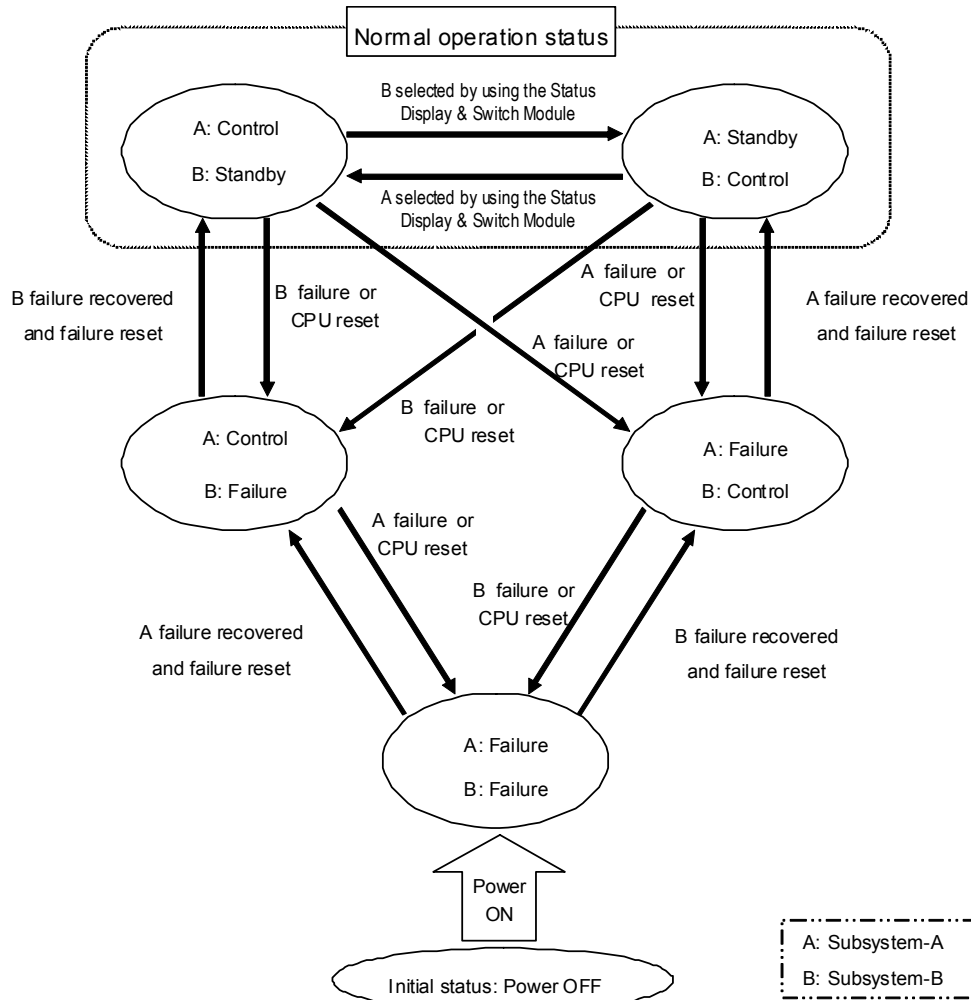 Normal operation status
B selected by using the Status
Display & Switch Module
A: Control
B: Standby
A: Standby
B: Control
A selected by using the Status
Display & Switch Module
B failure recovered
and failure reset
B failure or
CPU reset
A failure or
CPU reset
A failure recovered
and failure reset
A failure or
CPU reset
B failure or
CPU reset
A: Control
B: Failure
A: Failure
B: Control
A failure or
CPU reset
B failure or
CPU reset
A failure recovered
and failure reset
B failure recovered
and failure reset
A: Failure
B: Failure
Power
ON
Initial status: Power OFF
A: Subsystem-A
B: Subsystem-B